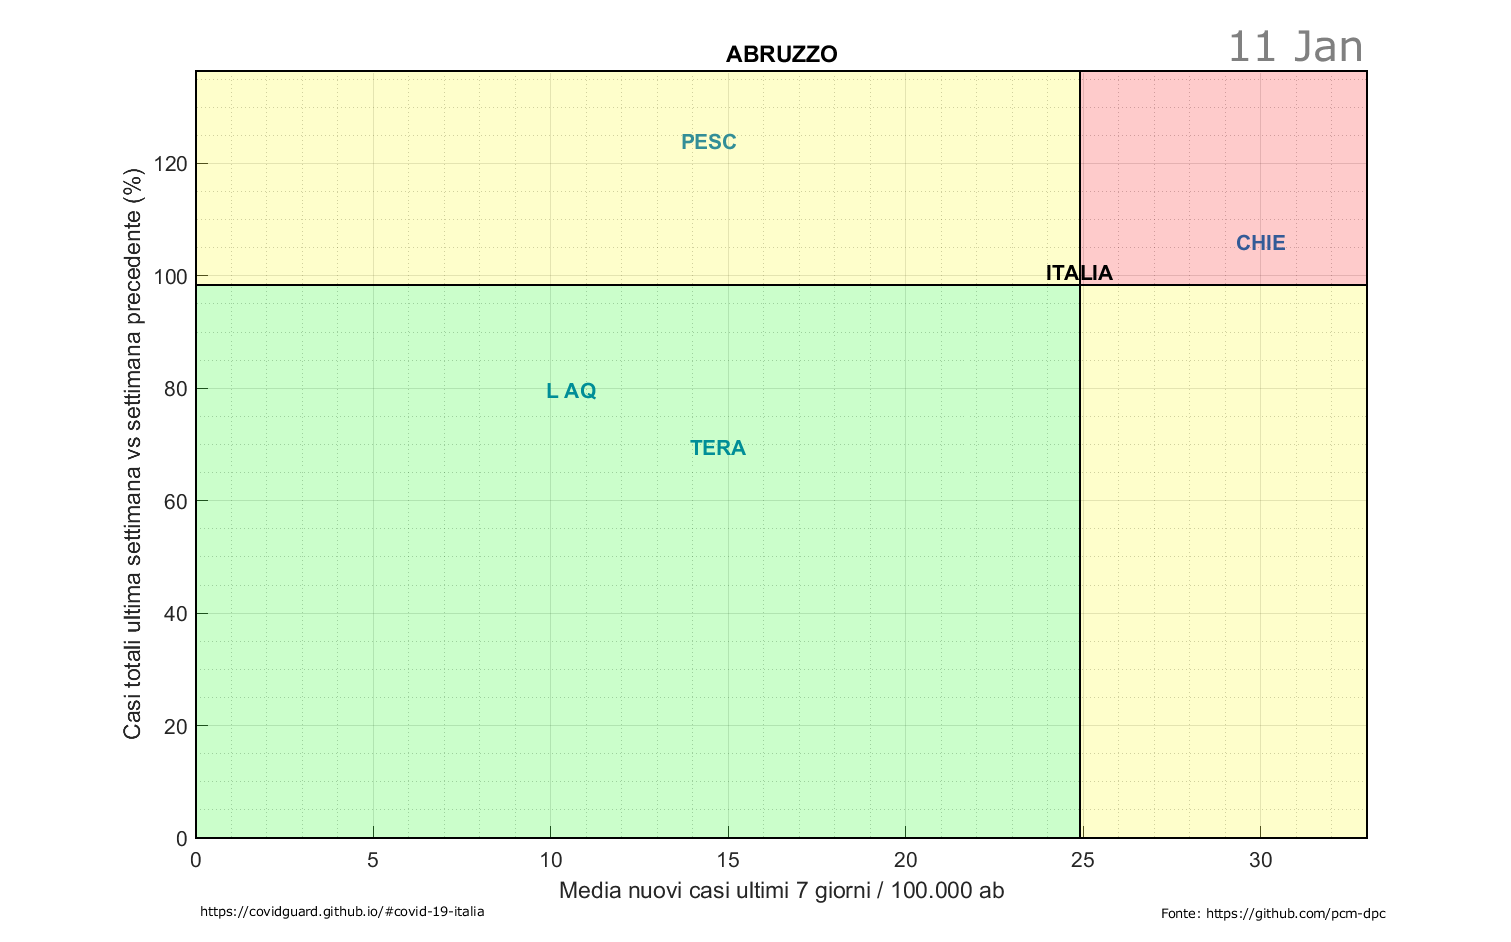 11 Jan
ABRUZZO
PESC
CHIE
ITALIA
L AQ
TERA
120
100
80
60
40
20
0
0 5 10 15 20 25 30
Casi totali ultima settimana vs settimana precedente (%)
Media nuovi casi ultimi 7 giorni / 100.000 ab
https://covidguard.github.io/#covid-19-italia
Fonte: https://github.com/pcm-dpc